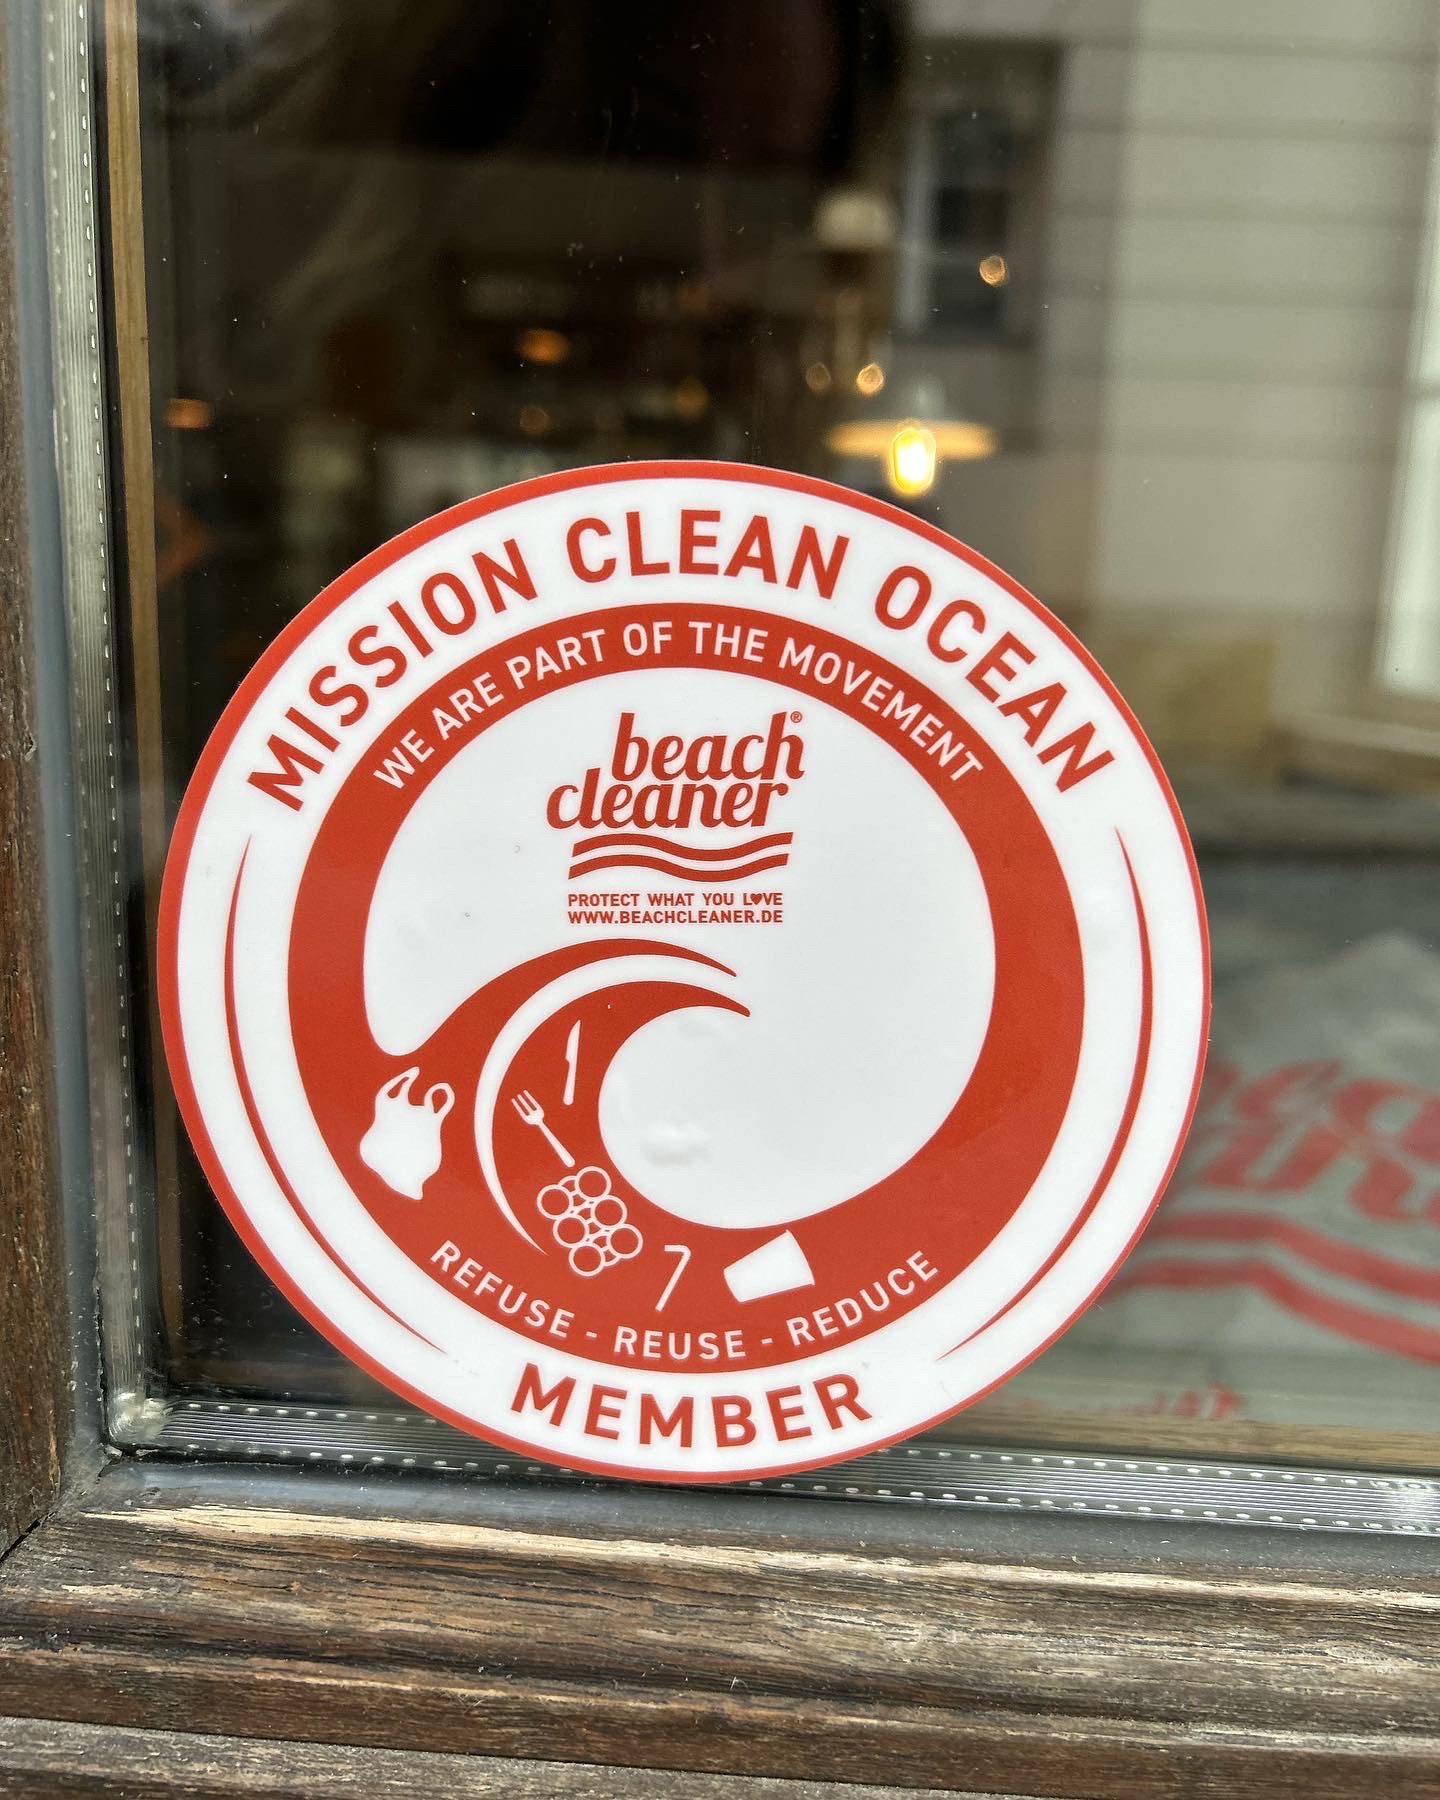 MISSION CLEAN OCEAN
WE ARE PART OF THE MOVEMENT
beach®
cleaner
PROTECT WHAT YOU L♥VE
WWW.BEACHCLEANER.DE
REFUSE - REUSE - REDUCE
MEMBER